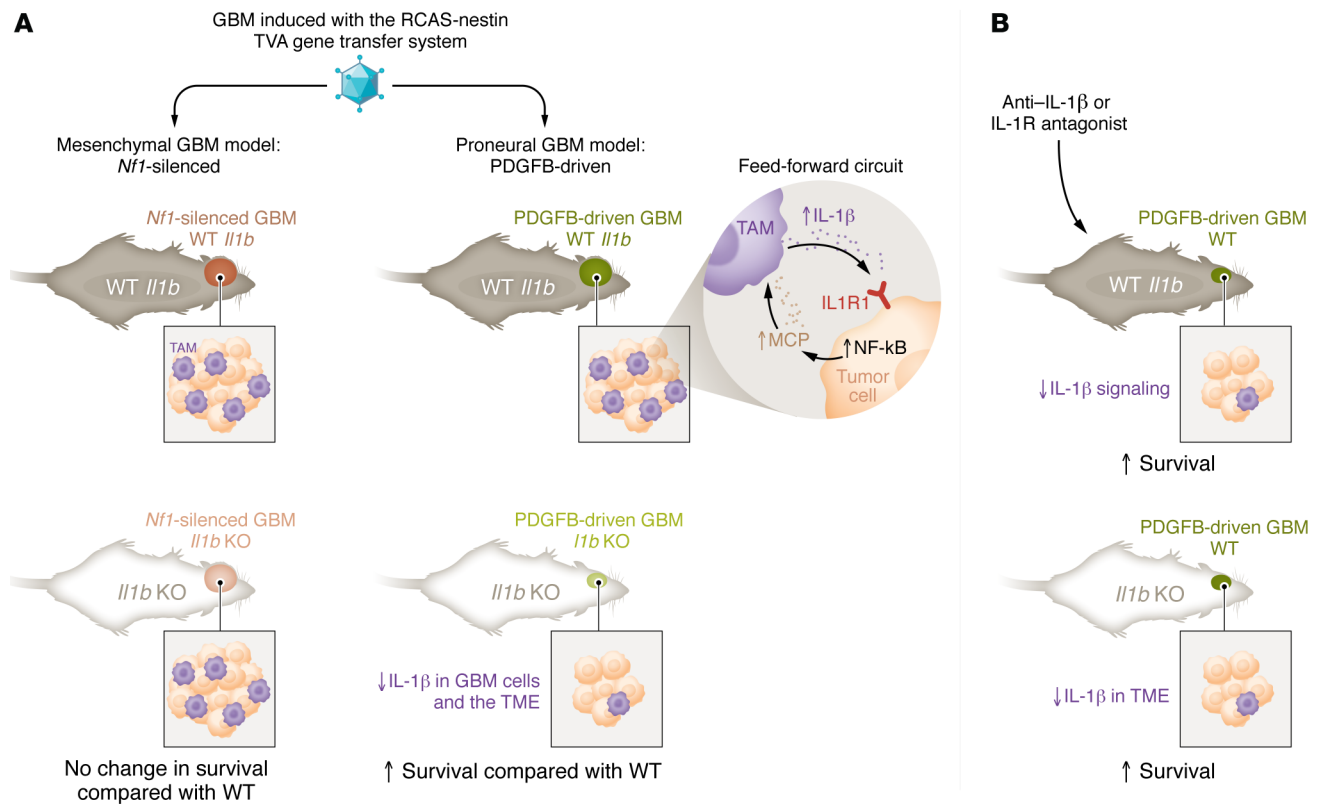 A
GBM induced with the RCAS-nestin
TVA gene transfer system
Mesenchymal GBM model:
Nf1-silenced
Proneural GBM model:
PDGFB-driven
Nf1-silenced GBM
WT Il1b
WT Il1b
TAM
PDGFB-driven GBM
WT Il1b
WT Il1b
Feed-forward circuit
TAM
↑IL-1β
IL1R1
↑MCP
↑NF-kB
Tumor
cell
Nf1-silenced GBM
Il1b KO
Il1b KO
No change in survival
compared with WT
PDGFB-driven GBM
I1b KO
Il1b KO
↓IL-1β in GBM cells
and the TME
↑ Survival compared with WT
B
Anti–IL-1β or
IL-1R antagonist
PDGFB-driven GBM
WT
WT Il1b
↓IL-1β signaling
↑ Survival
PDGFB-driven GBM
WT
Il1b KO
↓IL-1β in TME
↑ Survival